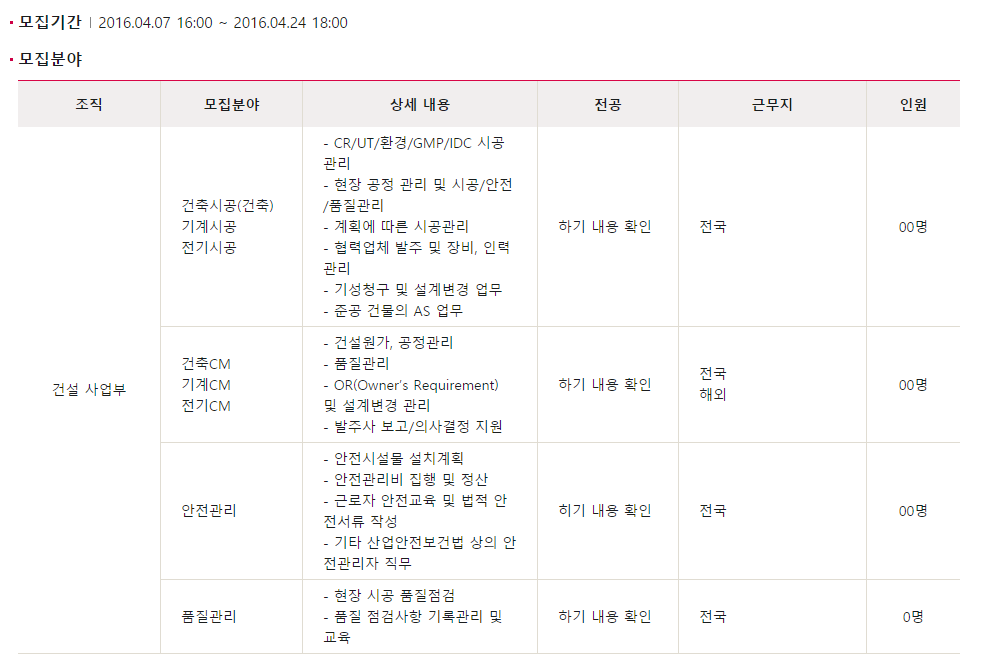 모집기간 | 2016.04.07 16:00 ~ 2016.04.24 18:00
모집분야
조직 모집분야 상세 내용 전공 근무지 인원
건설 사업부
건축시공(건축)
기계시공
전기시공
- CR/UT/환경/GMP/IDC 시공
관리
- 현장 공정 관리 및 시공/안전
/품질관리
- 계획에 따른 시공관리
- 협력업체 발주 및 장비, 인력
관리
- 기성청구 및 설계변경 업무
- 준공 건물의 AS 업무
하기 내용 확인
전국
00명
건축CM
기계CM
전기CM
- 건설원가, 공정관리
- 품질관리
- OR(Owner's Requirement)
및 설계변경 관리
- 발주사 보고/의사결정 지원
하기 내용 확인
전국
해외
00명
안전관리
- 안전시설물 설치계획
- 안전관리비 집행 및 정산
- 근로자 안전교육 및 법적 안
전서류 작성
- 기타 산업안전보건법 상의 안
전관리자 직무
히기 내용 확인
전국
00명
품질관리
- 현장 시공 품질점검
- 품질 점검사항 기록관리 및
교육
하기 내용 확인
전국
0명